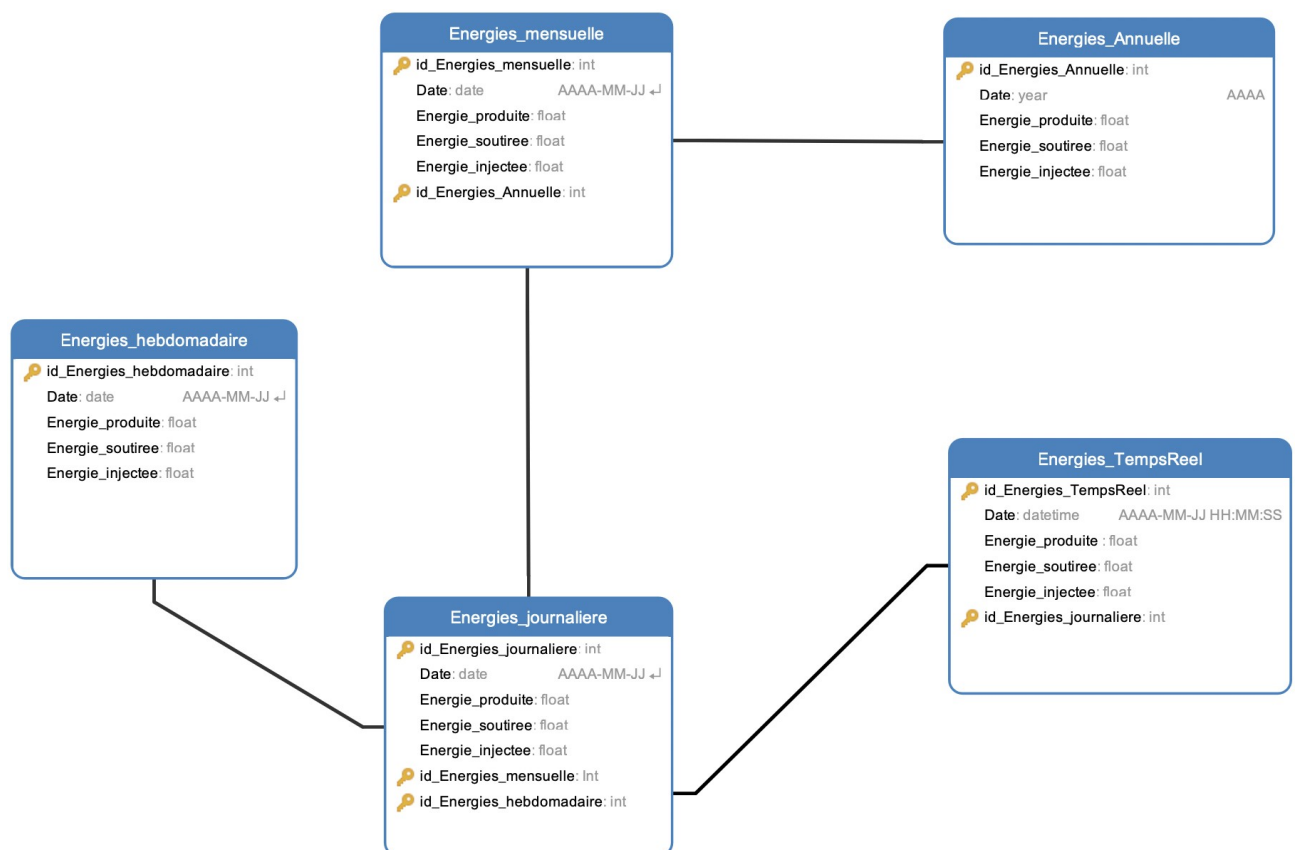 Energies_mensuelle
id_Energies_mensuelle: int
Date: date AAAA-MM-JJ ↵
Energie_produite: float
Energie_soutiree: float
Energie_injectee: float
id_Energies_Annuelle: int
Energies_Annuelle
id_Energies_Annuelle: int
Date: year AAAA
Energie_produite: float
Energie_soutiree: float
Energie_injectee: float
Energies_hebdomadaire
id_Energies_hebdomadaire: int
Date: date AAAA-MM-JJ ↵
Energie_produite: float
Energie_soutiree: float
Energie_injectee: float
Energies_TempsReel
id_Energies_TempsReel: int
Date: datetime AAAA-MM-JJ HH:MM:SS
Energie_produite : float
Energie_soutiree: float
Energie_injectee: float
id_Energies_journaliere: int
Energies_journaliere
id_Energies_journaliere: int
Date: date AAAA-MM-JJ ↵
Energie_produite: float
Energie_soutiree: float
Energie_injectee: float
id_Energies_mensuelle: Int
id_Energies_hebdomadaire: int